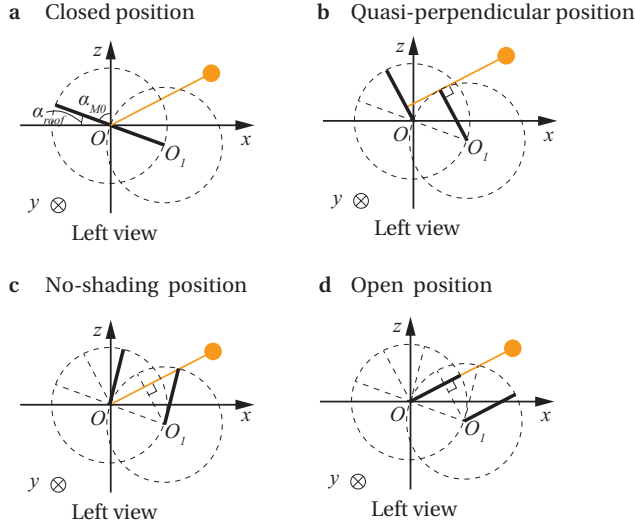 a Closed position
z
α_M0
α_roof
O
x
O_1
y ⊗
Left view
b Quasi-perpendicular position
z
O
x
O_1
y ⊗
Left view
c No-shading position
z
O
x
O_1
y ⊗
Left view
d Open position
z
O
x
O_1
y ⊗
Left view